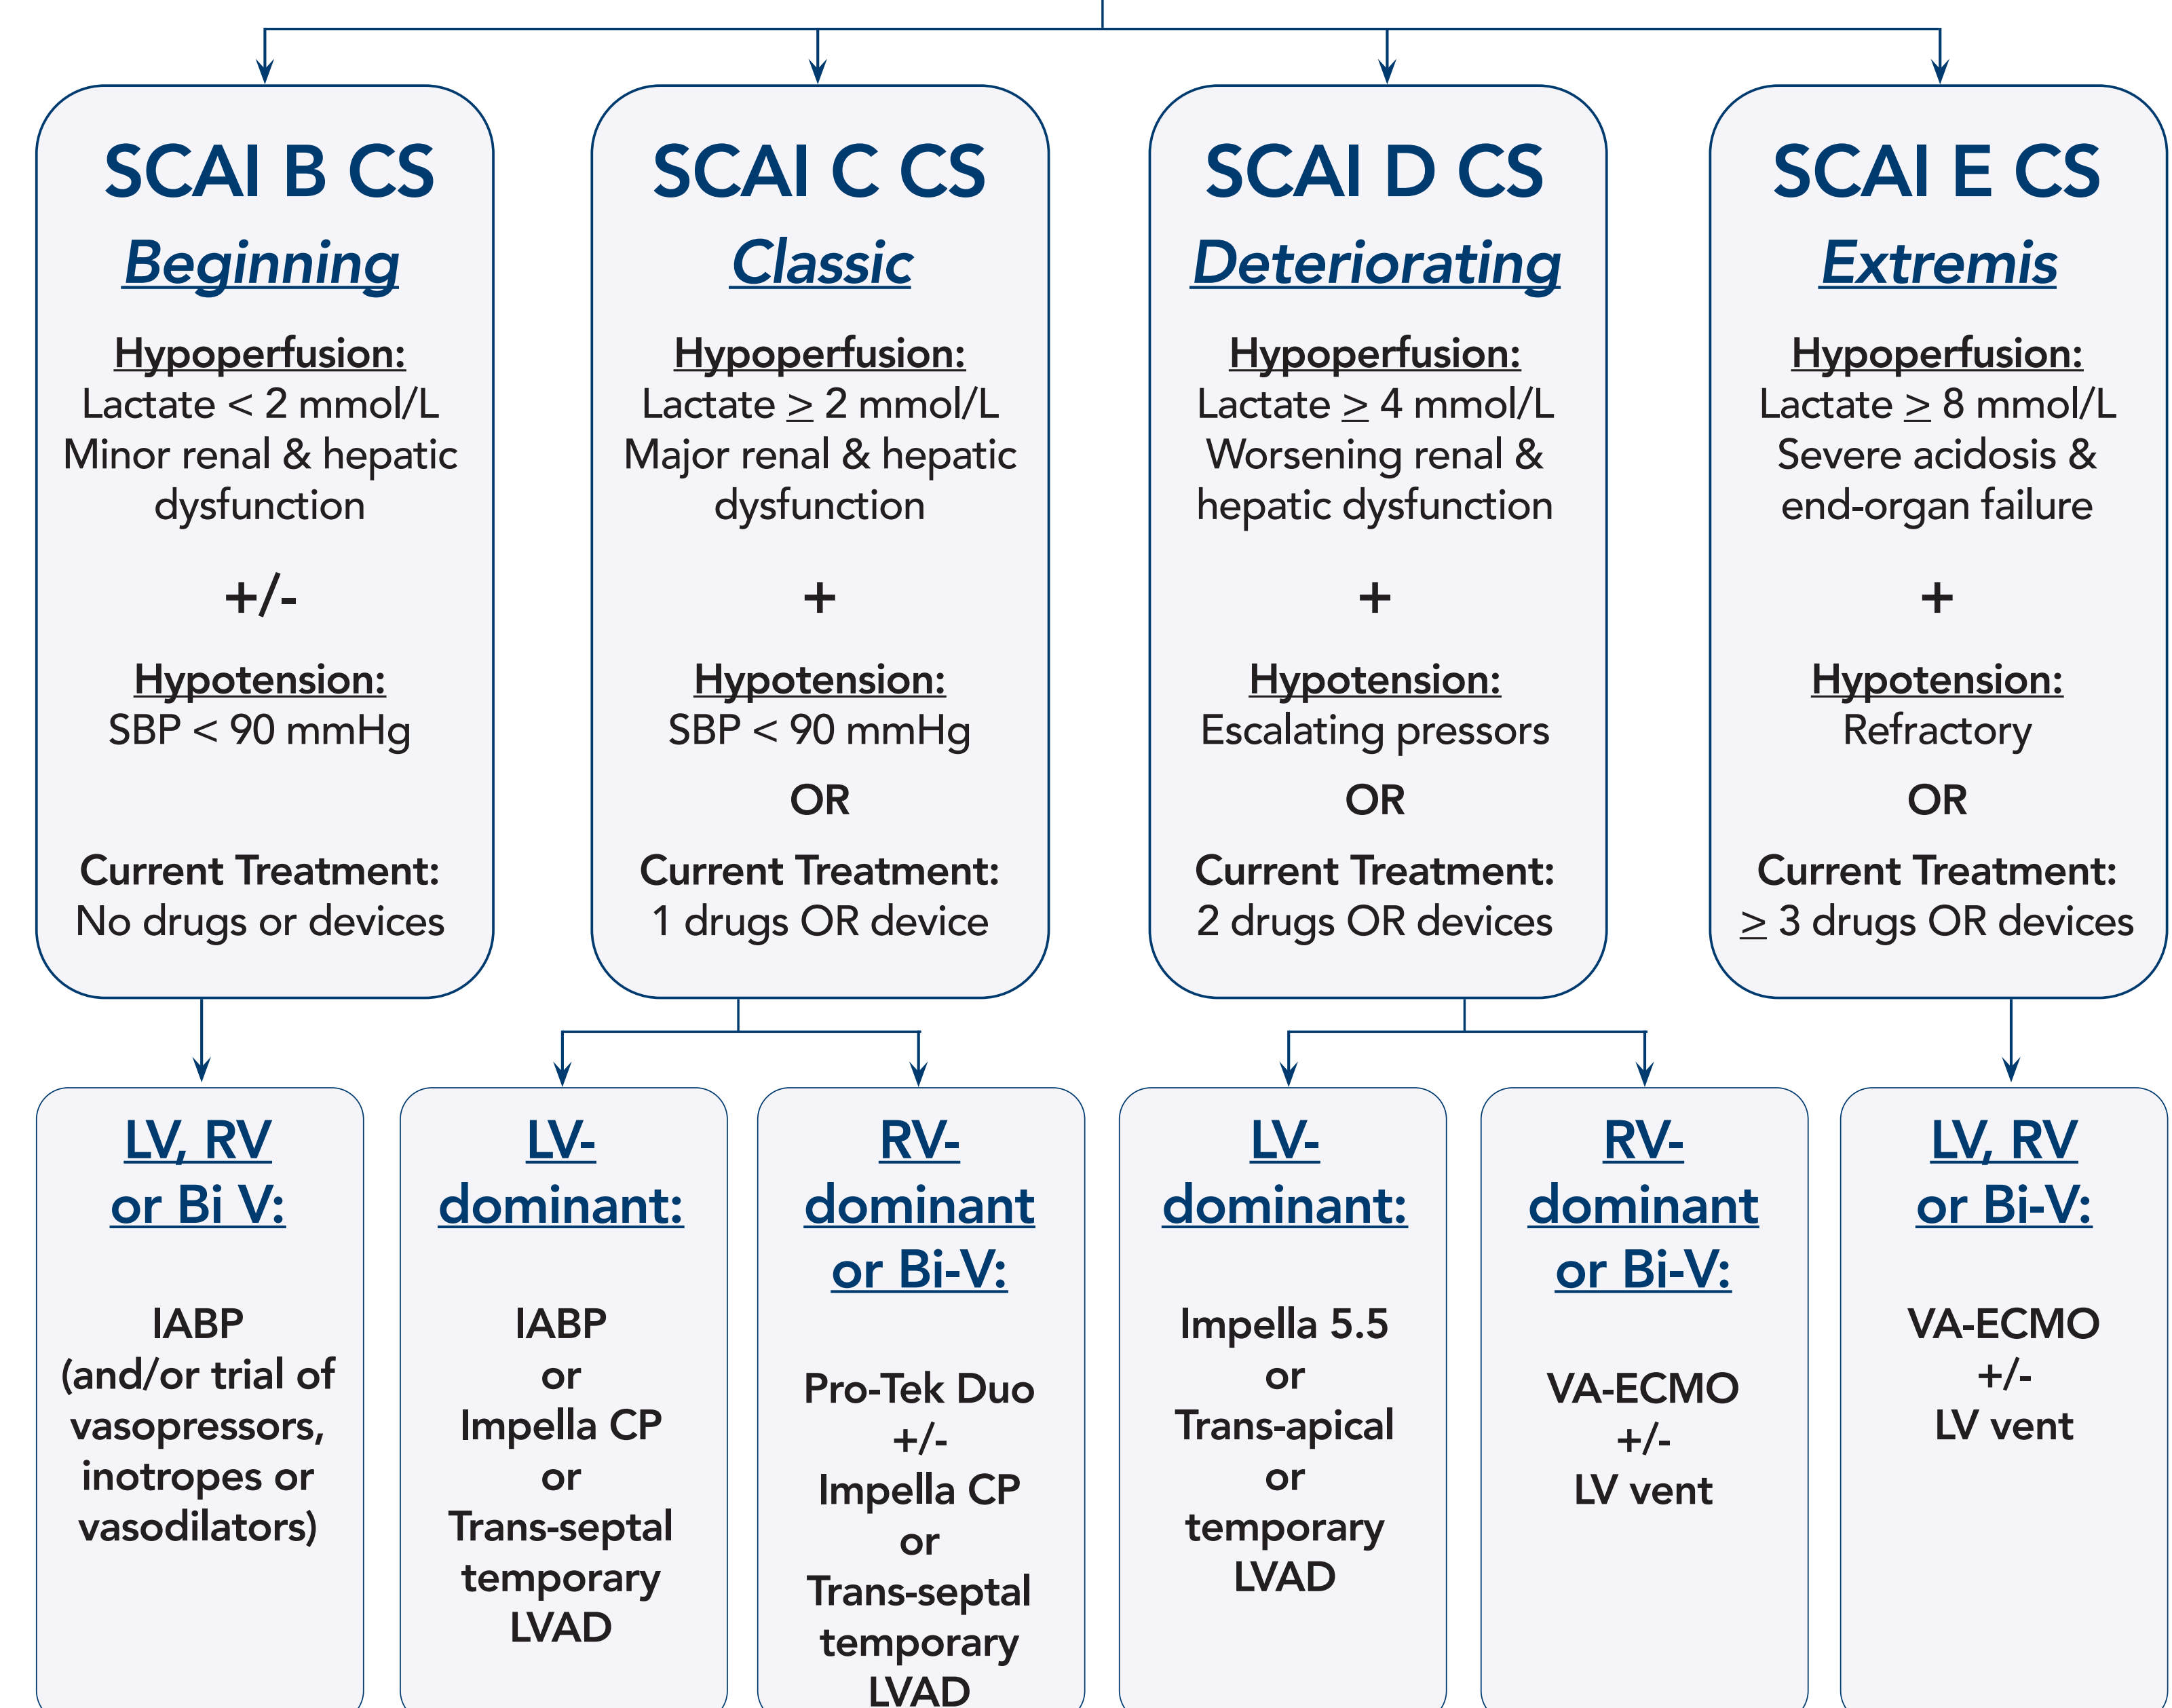 SCAI B CS
Beginning
Hypoperfusion:
Lactate < 2 mmol/L
Minor renal & hepatic
dysfunction
+/-
Hypotension:
SBP < 90 mmHg
Current Treatment:
No drugs or devices
SCAI C CS
Classic
Hypoperfusion:
Lactate ≥ 2 mmol/L
Major renal & hepatic
dysfunction
+
Hypotension:
SBP < 90 mmHg
OR
Current Treatment:
1 drugs OR device
SCAI D CS
Deteriorating
Hypoperfusion:
Lactate ≥ 4 mmol/L
Worsening renal &
hepatic dysfunction
+
Hypotension:
Escalating pressors
OR
Current Treatment:
2 drugs OR devices
SCAI E CS
Extremis
Hypoperfusion:
Lactate ≥ 8 mmol/L
Severe acidosis &
end-organ failure
+
Hypotension:
Refractory
OR
Current Treatment:
≥ 3 drugs OR devices
LV, RV
or Bi V:
IABP
(and/or trial of
vasopressors,
inotropes or
vasodilators)
LV-
dominant:
IABP
or
Impella CP
or
Trans-septal
temporary
LVAD
RV-
dominant
or Bi-V:
Pro-Tek Duo
+/-
Impella CP
or
Trans-septal
temporary
LVAD
LV-
dominant:
Impella 5.5
or
Trans-apical
or
temporary
LVAD
RV-
dominant
or Bi-V:
VA-ECMO
+/-
LV vent
LV, RV
or Bi-V:
VA-ECMO
+/-
LV vent